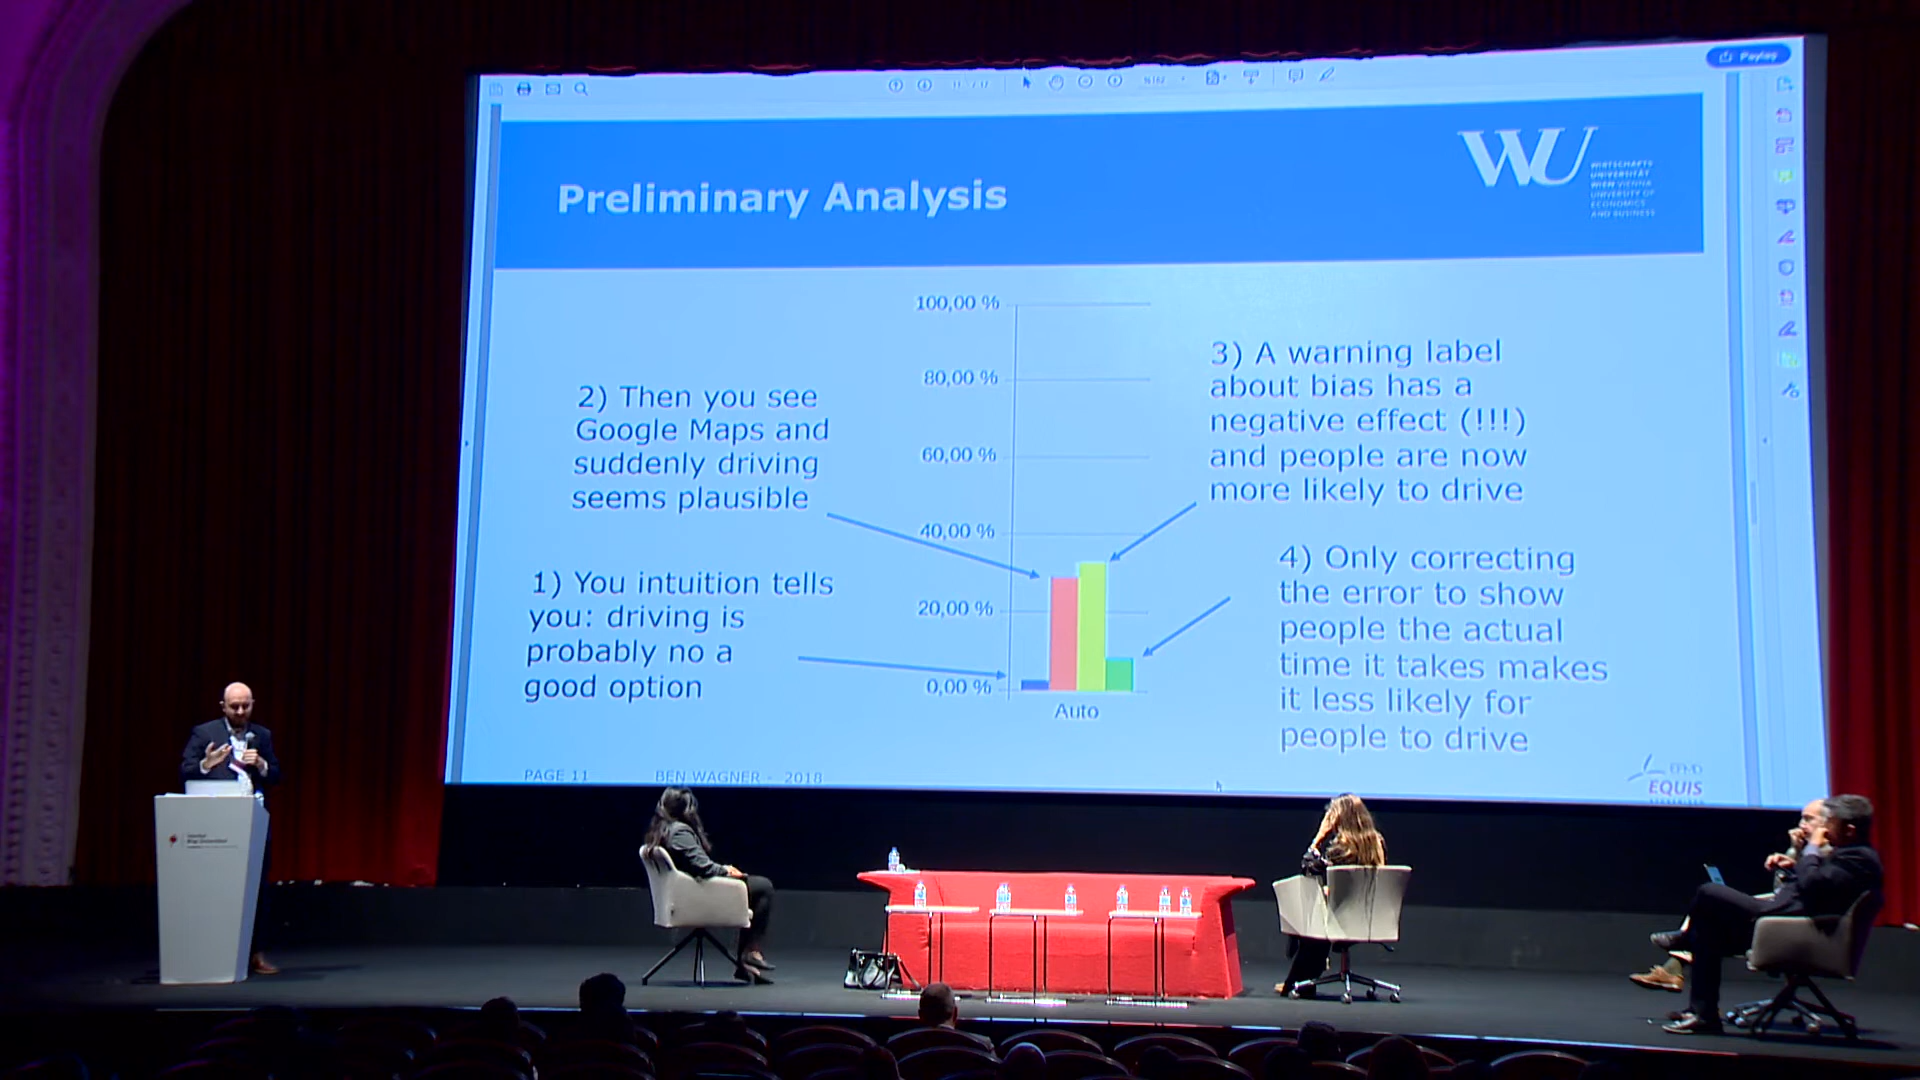 Preliminary Analysis
WU
WIRTSCHAFTS
UNIVERSITÄT
WIEN VIENNA
UNIVERSITY OF
ECONOMICS
AND BUSINESS
2) Then you see
Google Maps and
suddenly driving
seems plausible
1) You intuition tells
you: driving is
probably no a
good option
100,00 %
80,00 %
60,00 %
40,00 %
20,00 %
0,00 %
Auto
3) A warning label
about bias has a
negative effect (!!!)
and people are now
more likely to drive
4) Only correcting
the error to show
people the actual
time it takes makes
it less likely for
people to drive
PAGE 11
BEN WAGNER - 2018
EFMD
EQUIS